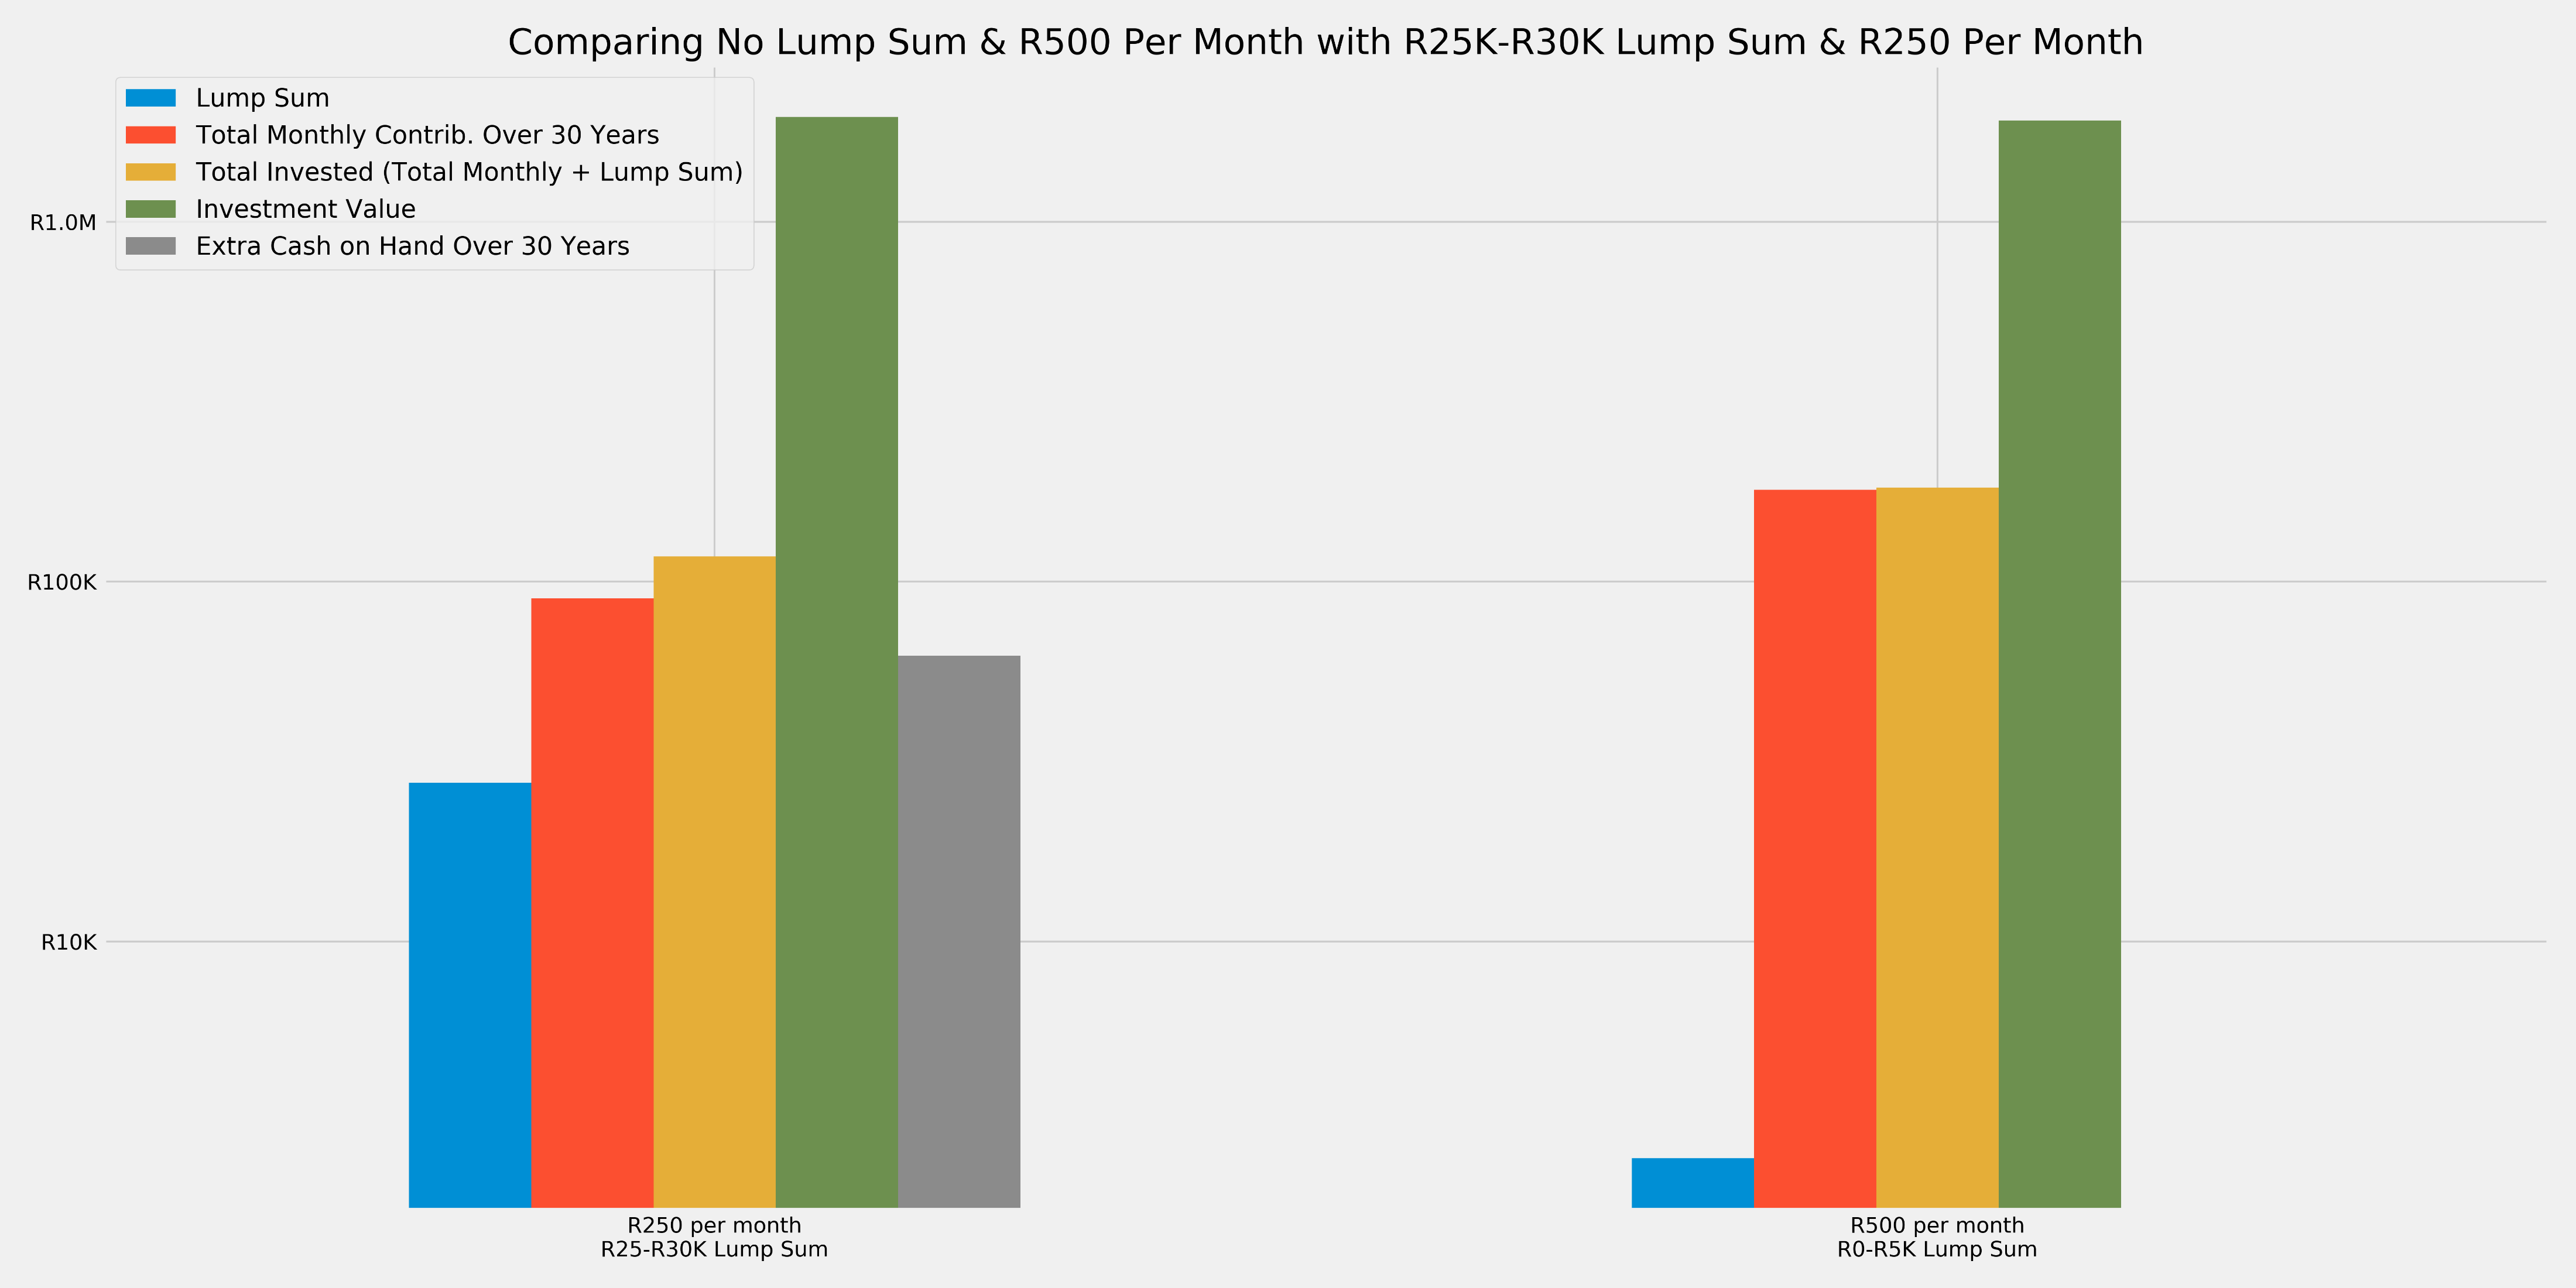 Comparing No Lump Sum & R500 Per Month with R25K-R30K Lump Sum & R250 Per Month
Lump Sum
Total Monthly Contrib. Over 30 Years
Total Invested (Total Monthly + Lump Sum)
Investment Value
Extra Cash on Hand Over 30 Years
R1.0M
R100K
R10K
R250 per month
R25-R30K Lump Sum
R500 per month
R0-R5K Lump Sum